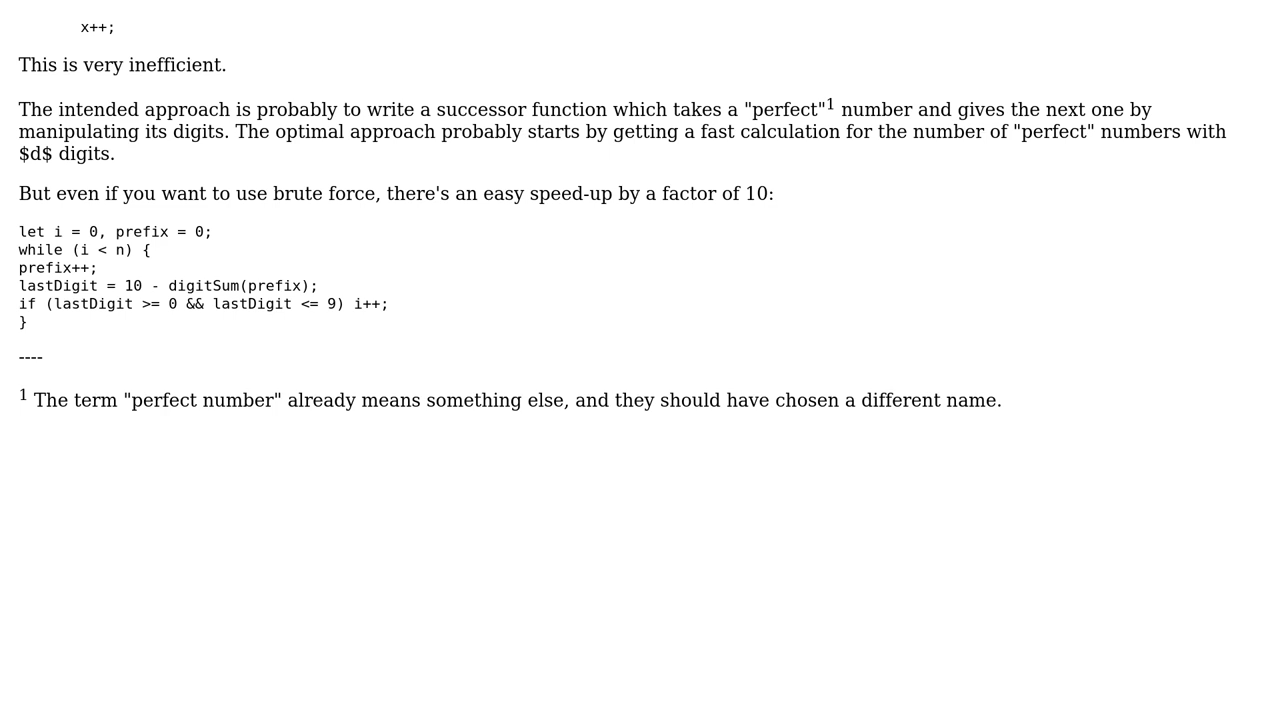 x++;
This is very inefficient.
The intended approach is probably to write a successor function which takes a "perfect"1 number and gives the next one by
manipulating its digits. The optimal approach probably starts by getting a fast calculation for the number of "perfect" numbers with
$d$ digits.
But even if you want to use brute force, there's an easy speed-up by a factor of 10:
let i = 0, prefix = 0;
while (i < n) {
prefix++;
lastDigit = 10 - digitSum(prefix);
if (lastDigit >= 0 && lastDigit <= 9) i++;
}
----
1 The term "perfect number" already means something else, and they should have chosen a different name.